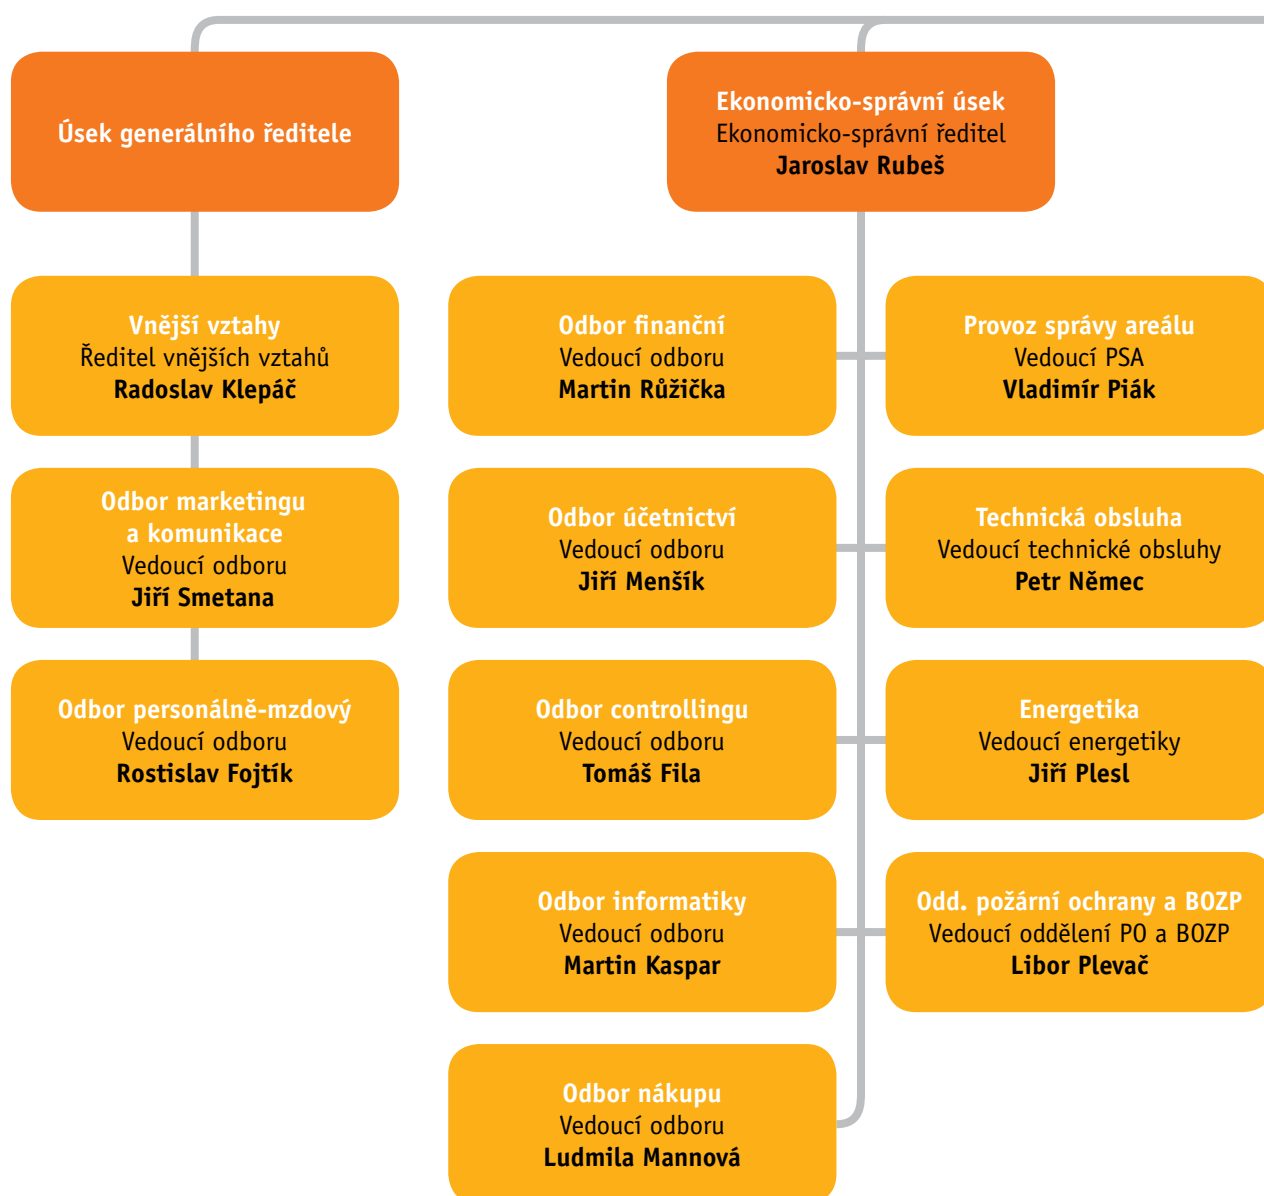 Úsek generálního ředitele
Ekonomicko-správní úsek
Ekonomicko-správní ředitel
Jaroslav Rubeš
Vnější vztahy
Ředitel vnějších vztahů
Radoslav Klepáč
Odbor marketingu
a komunikace
Vedoucí odboru
Jiří Smetana
Odbor personálně-mzdový
Vedoucí odboru
Rostislav Fojtík
Odbor finanční
Vedoucí odboru
Martin Růžička
Odbor účetnictví
Vedoucí odboru
Jiří Menšík
Odbor controllingu
Vedoucí odboru
Tomáš Fila
Odbor informatiky
Vedoucí odboru
Martin Kaspar
Odbor nákupu
Vedoucí odboru
Ludmila Mannová
Provoz správy areálu
Vedoucí PSA
Vladimír Piák
Technická obsluha
Vedoucí technické obsluhy
Petr Němec
Energetika
Vedoucí energetiky
Jiří Plesl
Odd. požární ochrany a BOZP
Vedoucí oddělení PO a BOZP
Libor Plevač